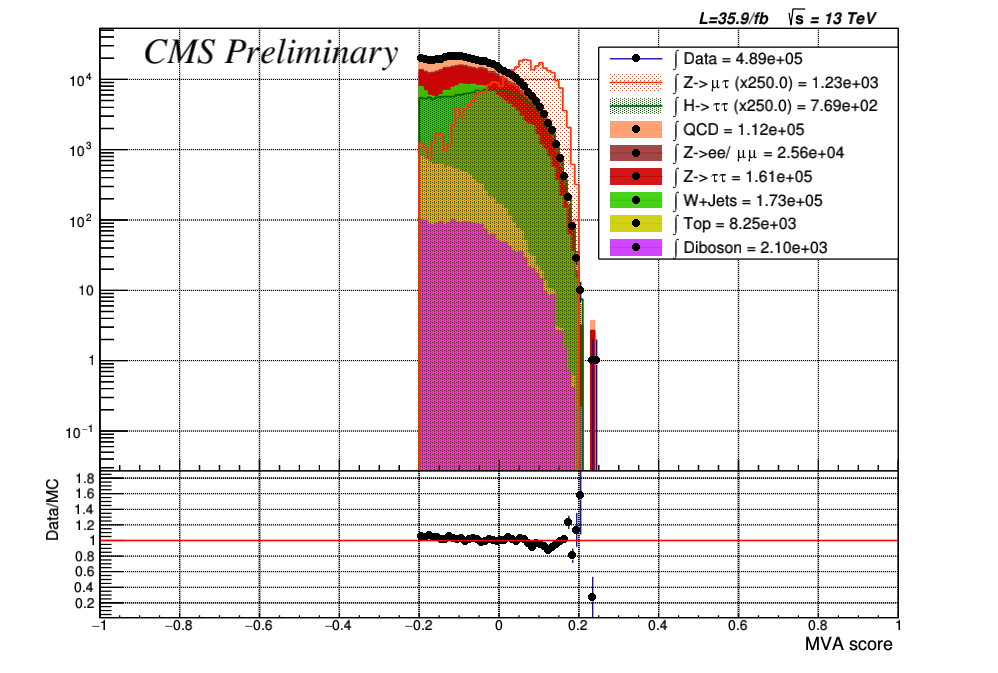 L=35.9/fb √s = 13 TeV
CMS Preliminary
∫ Data = 4.89e+05
∫ Z->μτ (x250.0) = 1.23e+03
∫ H->ττ (x250.0) = 7.69e+02
∫ QCD = 1.12e+05
∫ Z->ee/ μμ = 2.56e+04
∫ Z->ττ = 1.61e+05
∫ W+Jets = 1.73e+05
∫ Top = 8.25e+03
∫ Diboson = 2.10e+03
10⁴
10³
10²
10
1
10⁻¹
Data/MC
1.8
1.6
1.4
1.2
1
0.8
0.6
0.4
0.2
−1 −0.8 −0.6 −0.4 −0.2 0 0.2 0.4 0.6 0.8 1
MVA score